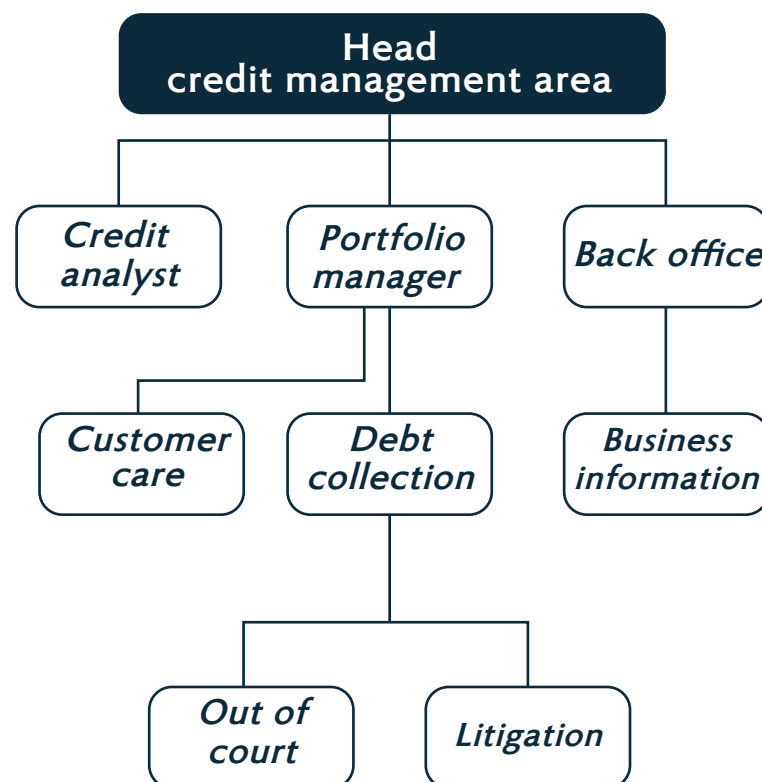 Head
credit management area
Credit
analyst
Portfolio
manager
Back office
Customer
care
Debt
collection
Business
information
Out of
court
Litigation